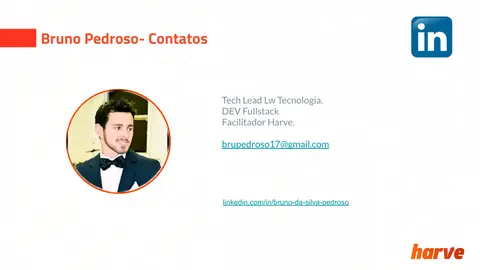 Bruno Pedroso- Contatos
in
Tech Lead Lw Tecnologia.
DEV Fullstack
Facilitador Harve.
brupedroso17@gmail.com
linkedin.com/in/bruno-da-silva-pedroso
harve